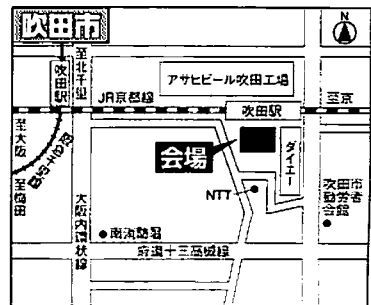 吹田市
N
至北千里
吹田駅
アサヒビール吹田工場
JR京都線
吹田駅
至京
至大阪
会場
ダイエー
至梅田
NTT
吹田市
勤労者
会館
大阪内環状線
府道十三高槻線